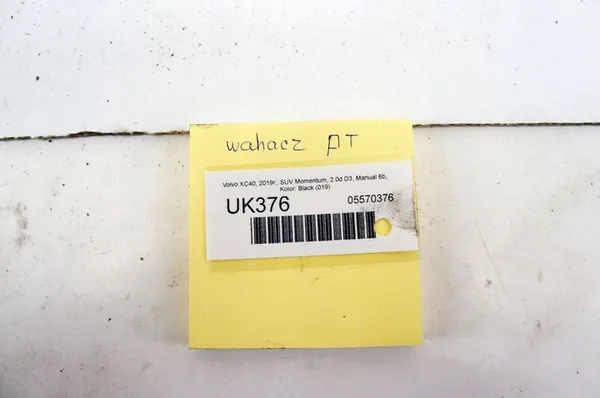 wahacz PT
Volvo XC40, 2019r., SUV Momentum, 2.0d D3, Manual 6b,
Kolor: Black (019)
UK376 05570376